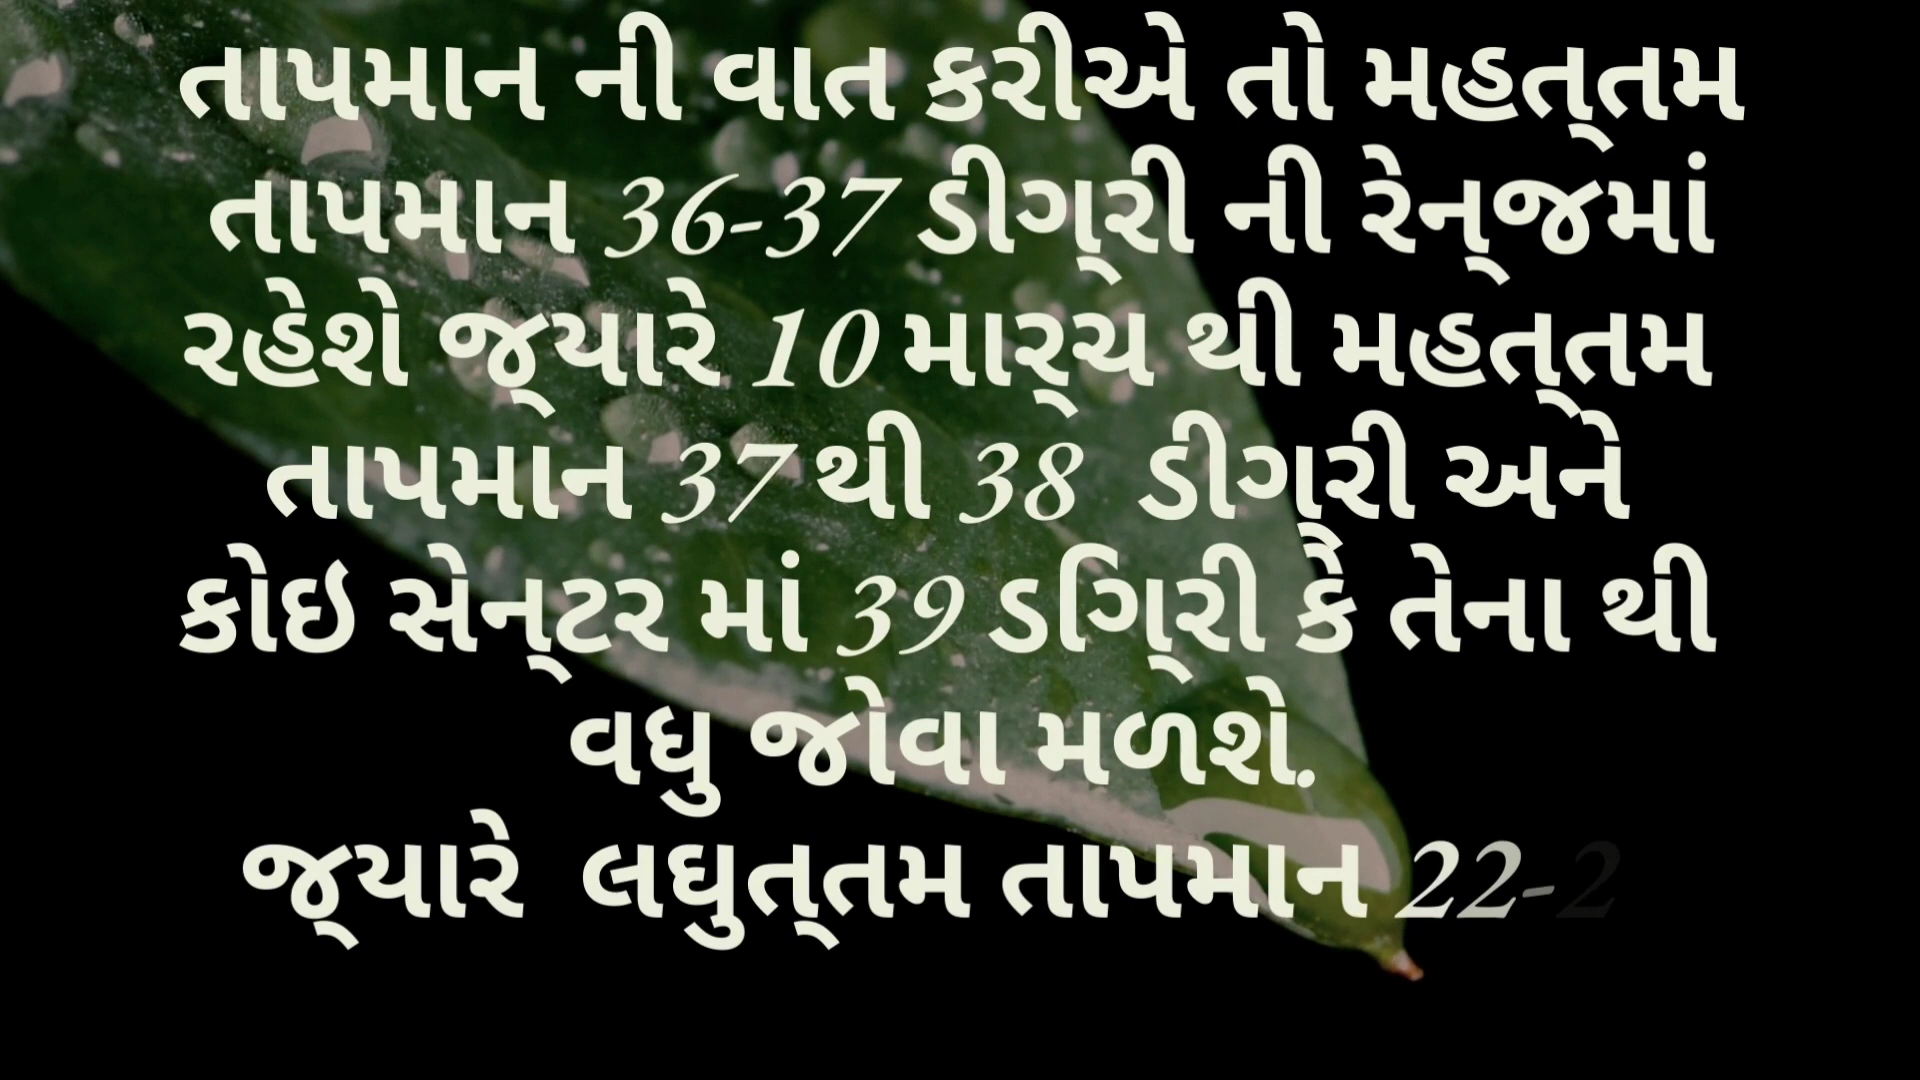 તાપમાન ની વાત કરીએ તો મહત્તમ
તાપમાન 36-37 ડીગ્રી ની રેન્જમાં
રહેશે જ્યારે 10 માર્ચ થી મહત્તમ
તાપમાન 37 થી 38 ડીગ્રી અને
કોઇ સેન્ટર માં 39 ડિગ્રી કે તેના થી
વધુ જોવા મળશે.
જ્યારે લઘુત્તમ તાપમાન 22-2